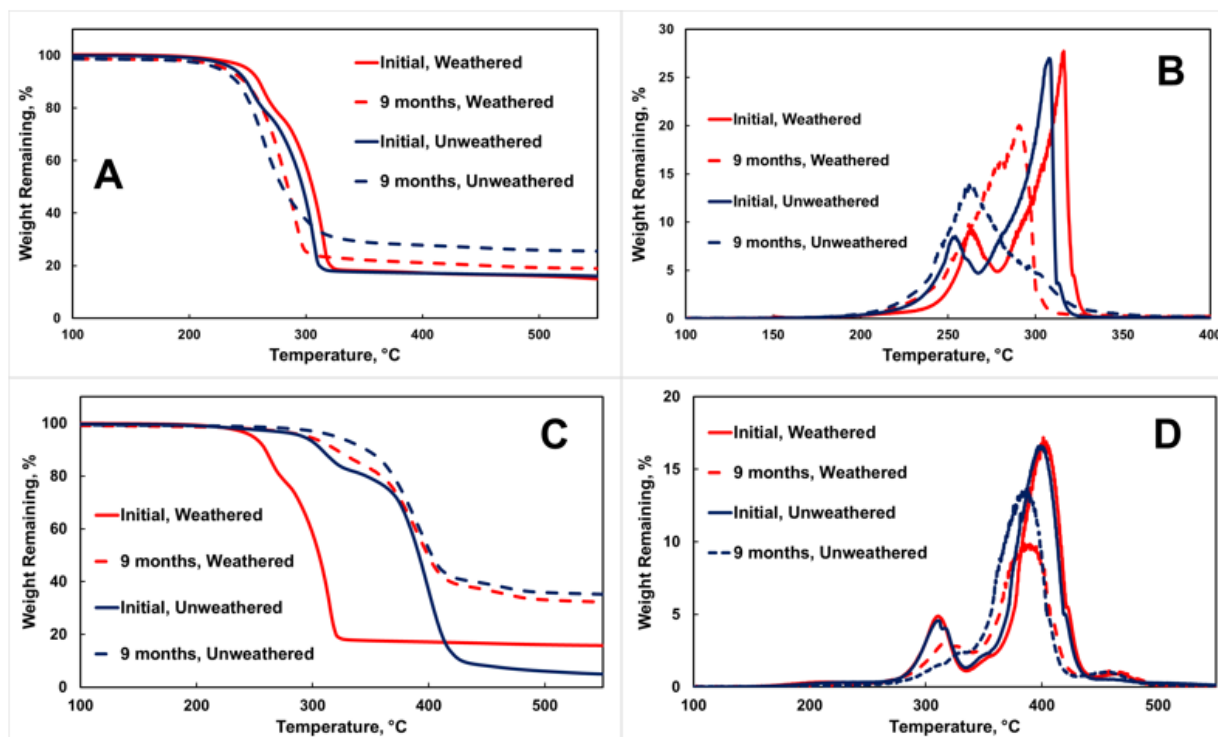 100
80
60
40
20
0
Weight Remaining, %
A
Initial, Weathered
9 months, Weathered
Initial, Unweathered
9 months, Unweathered
100 200 300 400 500
Temperature, °C
30
25
20
15
10
5
0
Weight Remaining, %
B
Initial, Weathered
9 months, Weathered
Initial, Unweathered
9 months, Unweathered
100 150 200 250 300 350 400
Temperature, °C
100
80
60
40
20
0
Weight Remaining, %
C
Initial, Weathered
9 months, Weathered
Initial, Unweathered
9 months, Unweathered
100 200 300 400 500
Temperature, °C
20
15
10
5
0
Weight Remaining, %
D
Initial, Weathered
9 months, Weathered
Initial, Unweathered
9 months, Unweathered
100 200 300 400 500
Temperature, °C